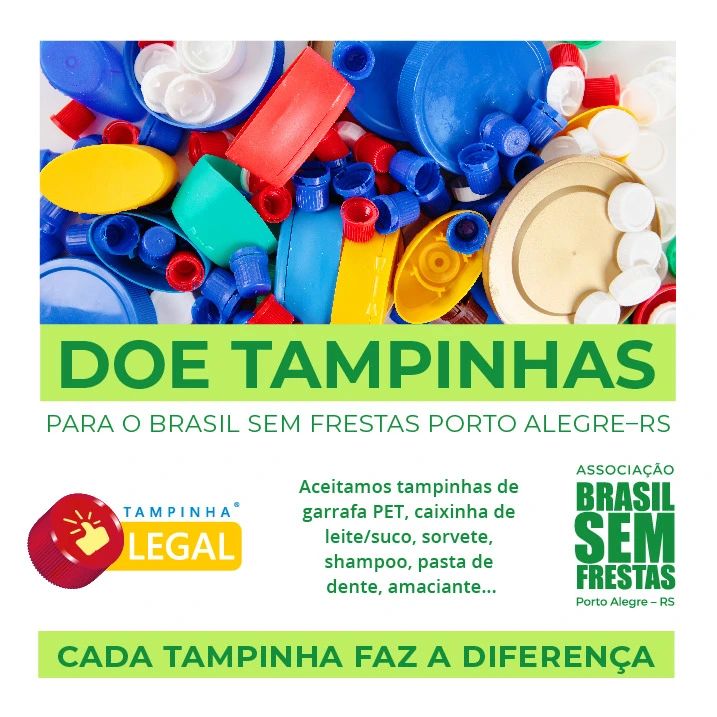 DOE TAMPINHAS
PARA O BRASIL SEM FRESTAS PORTO ALEGRE–RS
TAMPINHA®
LEGAL
Aceitamos tampinhas de
garrafa PET, caixinha de
leite/suco, sorvete,
shampoo, pasta de
dente, amaciante...
ASSOCIAÇÃO
BRASIL
SEM
FRESTAS
Porto Alegre – RS
CADA TAMPINHA FAZ A DIFERENÇA